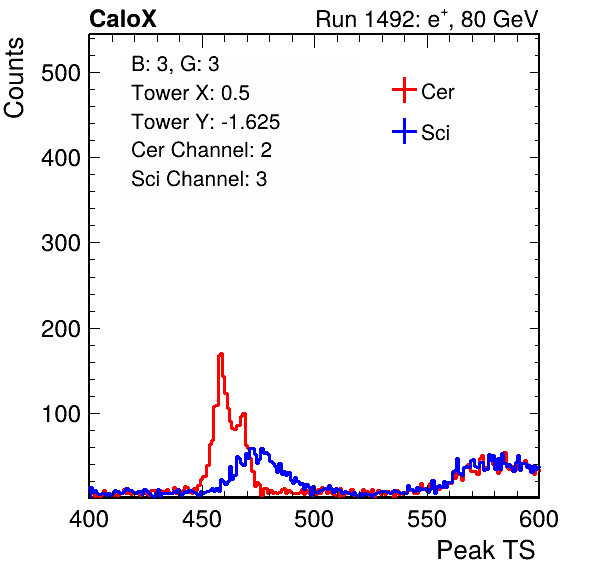 CaloX Run 1492: e+, 80 GeV
B: 3, G: 3
Tower X: 0.5
Tower Y: -1.625
Cer Channel: 2
Sci Channel: 3
Cer
Sci
Counts
500
400
300
200
100
400 450 500 550 600
Peak TS